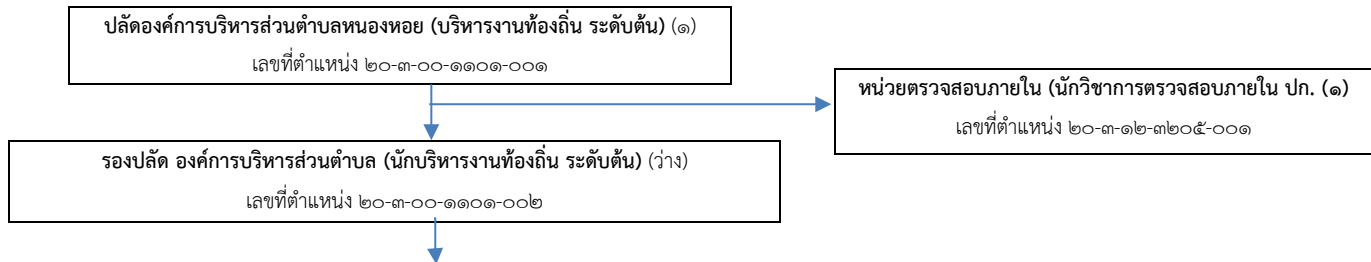 ปลัดองค์การบริหารส่วนตำบลหนองหอย (บริหารงานท้องถิ่น ระดับต้น) (๑)
เลขที่ตำแหน่ง ๒๐-๓-๐๐-๑๑๐๑-๐๐๑
หน่วยตรวจสอบภายใน (นักวิชาการตรวจสอบภายใน ปก. (๑)
เลขที่ตำแหน่ง ๒๐-๓-๑๒-๓๒๐๕-๐๐๑
รองปลัด องค์การบริหารส่วนตำบล (นักบริหารงานท้องถิ่น ระดับต้น) (ว่าง)
เลขที่ตำแหน่ง ๒๐-๓-๐๐-๑๑๐๑-๐๐๒